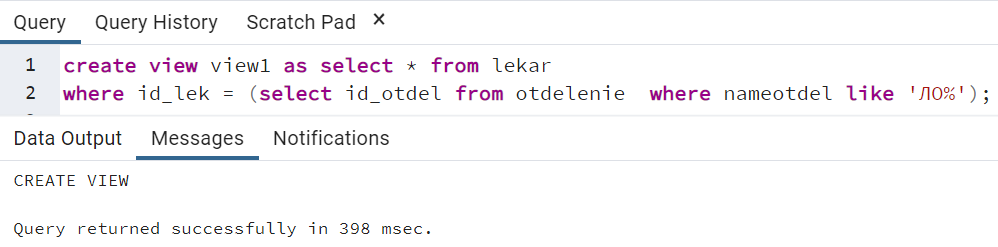 Query Query History Scratch Pad ×
1 create view view1 as select * from lekar
2 where id_lek = (select id_otdel from otdelenie  where nameotdel like 'ЛО%');
Data Output Messages Notifications
CREATE VIEW
Query returned successfully in 398 msec.